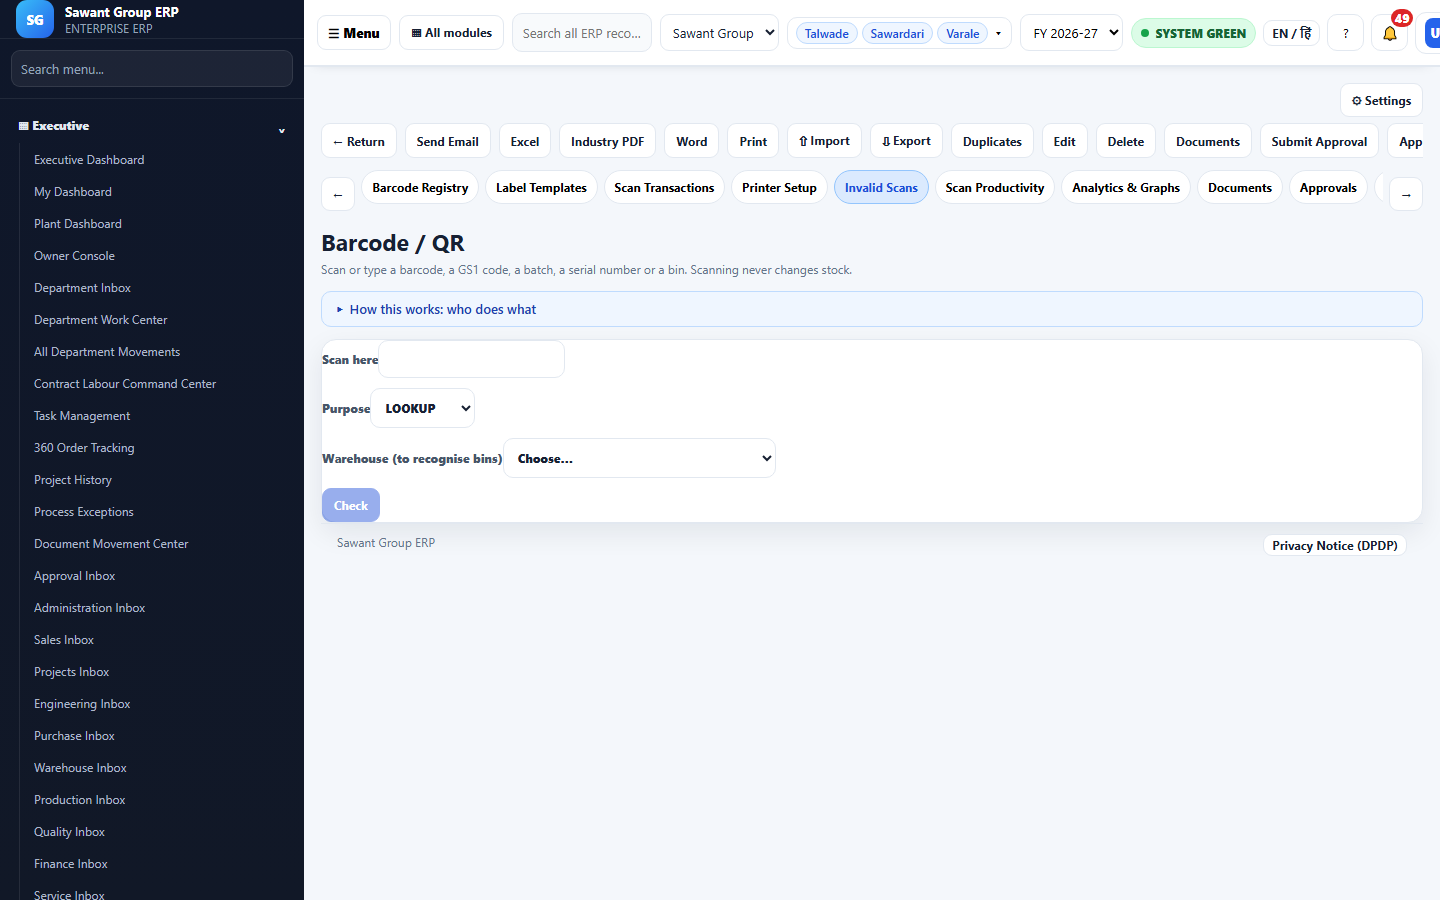 SG
Sawant Group ERP
ENTERPRISE ERP
Search menu...
Executive
Executive Dashboard
My Dashboard
Plant Dashboard
Owner Console
Department Inbox
Department Work Center
All Department Movements
Contract Labour Command Center
Task Management
360 Order Tracking
Project History
Process Exceptions
Document Movement Center
Approval Inbox
Administration Inbox
Sales Inbox
Projects Inbox
Engineering Inbox
Purchase Inbox
Warehouse Inbox
Production Inbox
Quality Inbox
Finance Inbox
Service Inbox
☰ Menu
All modules
Search all ERP reco...
Sawant Group
Talwade Sawardari Varale
FY 2026-27
SYSTEM GREEN
EN / हिं
?
49
U
⚙ Settings
← Return
Send Email
Excel
Industry PDF
Word
Print
⇧ Import
⇩ Export
Duplicates
Edit
Delete
Documents
Submit Approval
App
←
Barcode Registry
Label Templates
Scan Transactions
Printer Setup
Invalid Scans
Scan Productivity
Analytics & Graphs
Documents
Approvals
→
Barcode / QR
Scan or type a barcode, a GS1 code, a batch, a serial number or a bin. Scanning never changes stock.
▸ How this works: who does what
Scan here
Purpose LOOKUP
Warehouse (to recognise bins) Choose...
Check
Sawant Group ERP
Privacy Notice (DPDP)